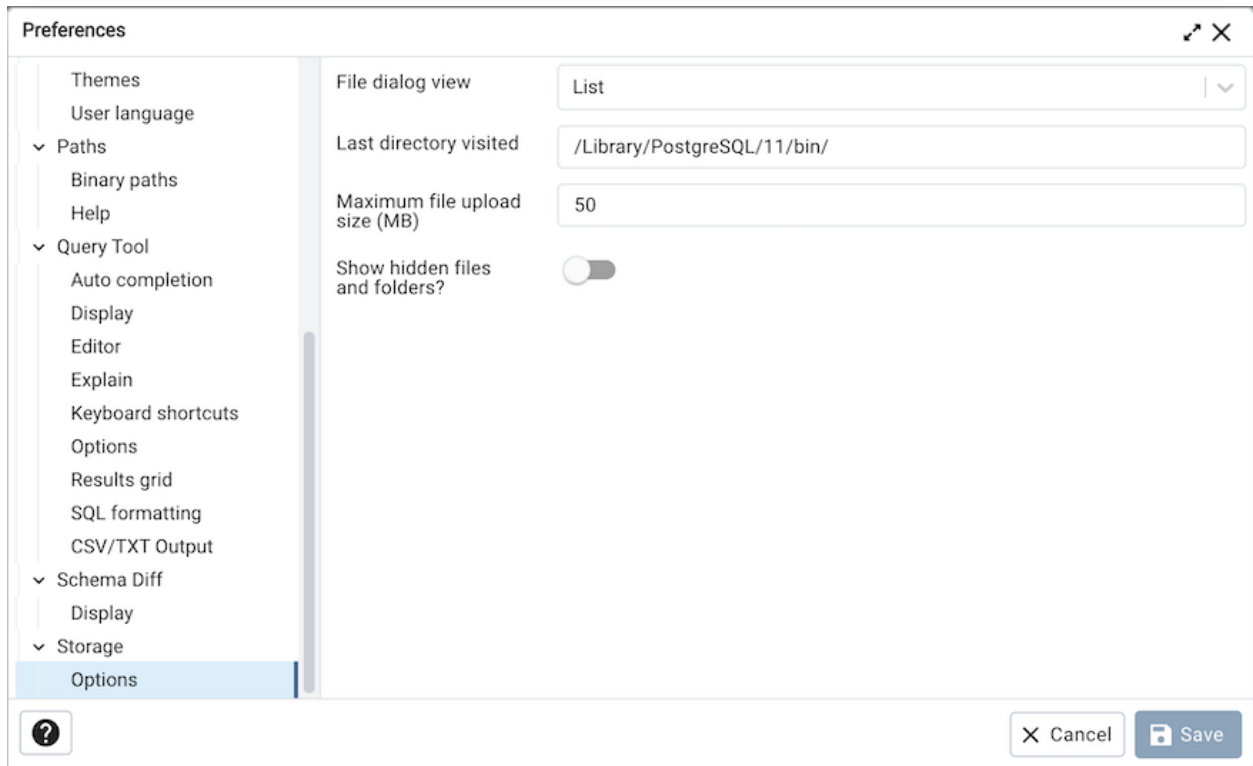 Preferences
Themes
User language
Paths
Binary paths
Help
Query Tool
Auto completion
Display
Editor
Explain
Keyboard shortcuts
Options
Results grid
SQL formatting
CSV/TXT Output
Schema Diff
Display
Storage
Options
File dialog view
List
Last directory visited
/Library/PostgreSQL/11/bin/
Maximum file upload
size (MB)
50
Show hidden files
and folders?
?
Cancel
Save